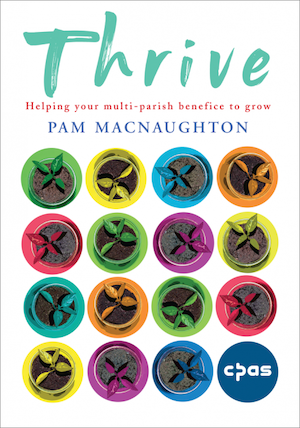 Thrive
Helping your multi-parish benefice to grow
PAM MACNAUGHTON
cpas